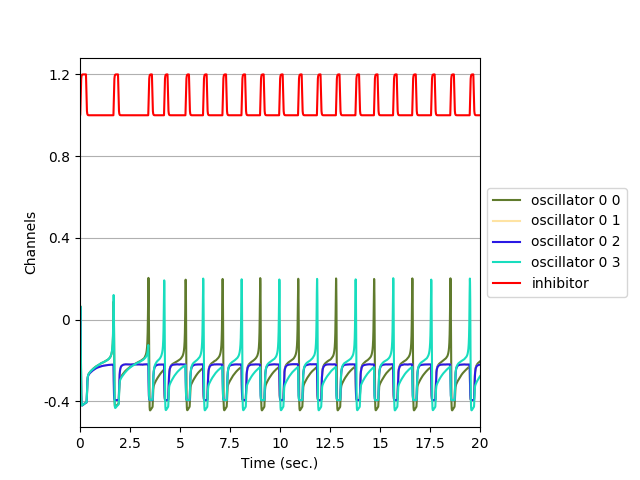 1.2
0.8
0.4
0
-0.4
Channels
0
2.5
5
7.5
10
12.5
15
17.5
20
Time (sec.)
oscillator 0 0
oscillator 0 1
oscillator 0 2
oscillator 0 3
inhibitor